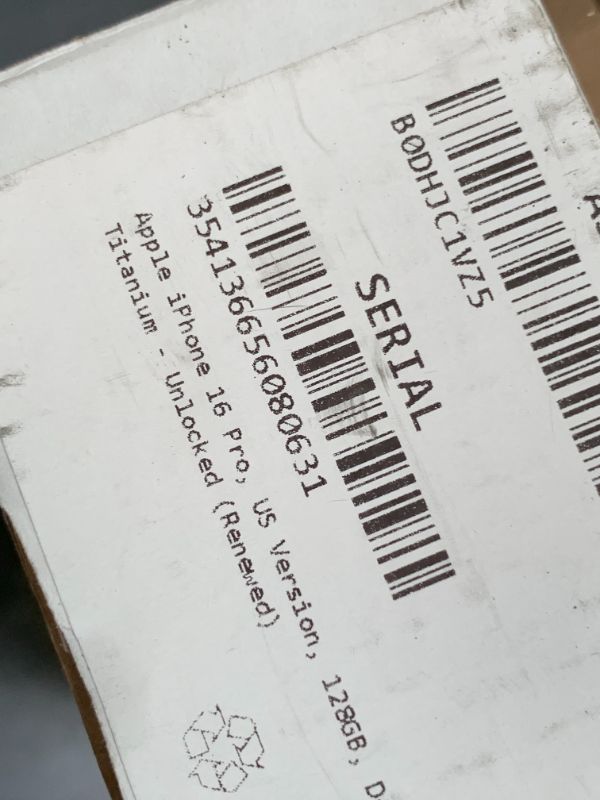 B0DHJC1VZ5
SERIAL
354136656080631
Apple iPhone 16 Pro, US Version, 128GB,
Titanium - Unlocked (Renewed)